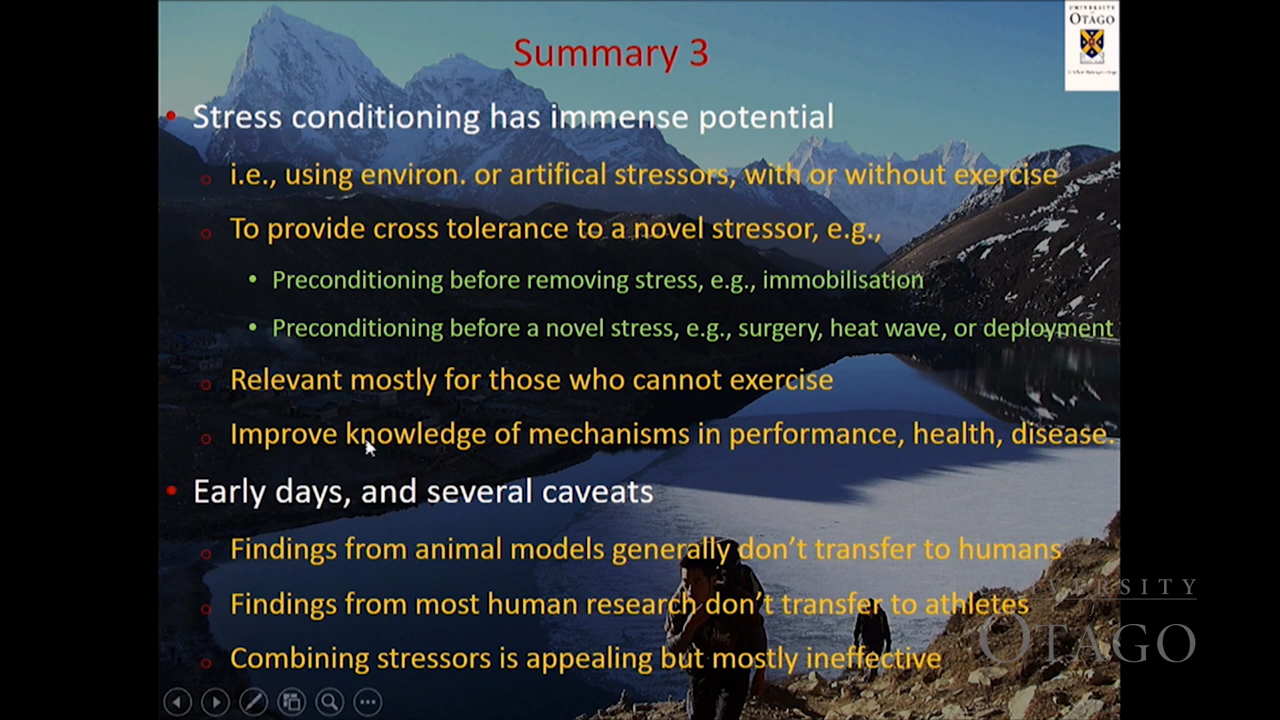 UNIVERSITY
OTAGO
Summary 3
• Stress conditioning has immense potential
o i.e., using environ. or artifical stressors, with or without exercise
o To provide cross tolerance to a novel stressor, e.g.,
• Preconditioning before removing stress, e.g., immobilisation
• Preconditioning before a novel stress, e.g., surgery, heat wave, or deployment
o Relevant mostly for those who cannot exercise
o Improve knowledge of mechanisms in performance, health, disease.
• Early days, and several caveats
o Findings from animal models generally don’t transfer to humans
o Findings from most human research don’t transfer to athletes
o Combining stressors is appealing but mostly ineffective
VERSITY
OTAGO